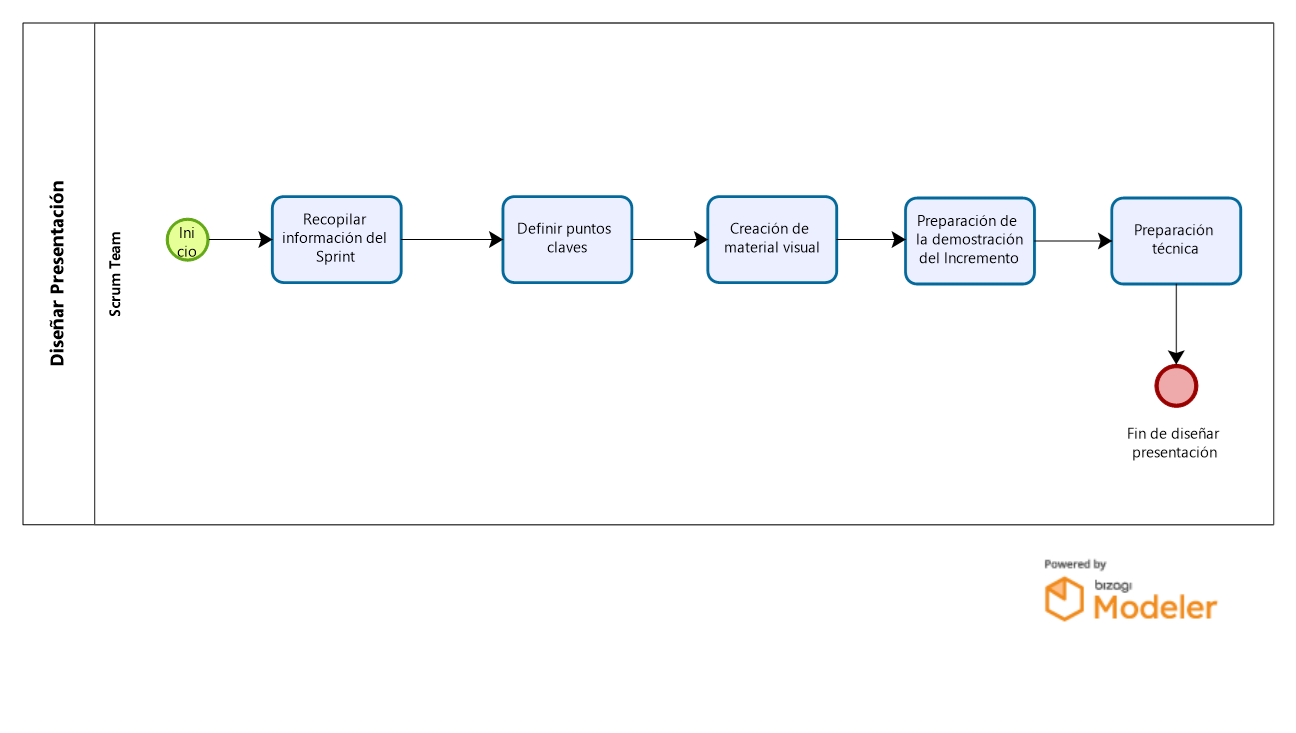 Diseñar Presentación
Scrum Team
Ini
cio
Recopilar
información del
Sprint
Definir puntos
claves
Creación de
material visual
Preparación de
la demostración
del Incremento
Preparación
técnica
Fin de diseñar
presentación
Powered by
bizagi
Modeler